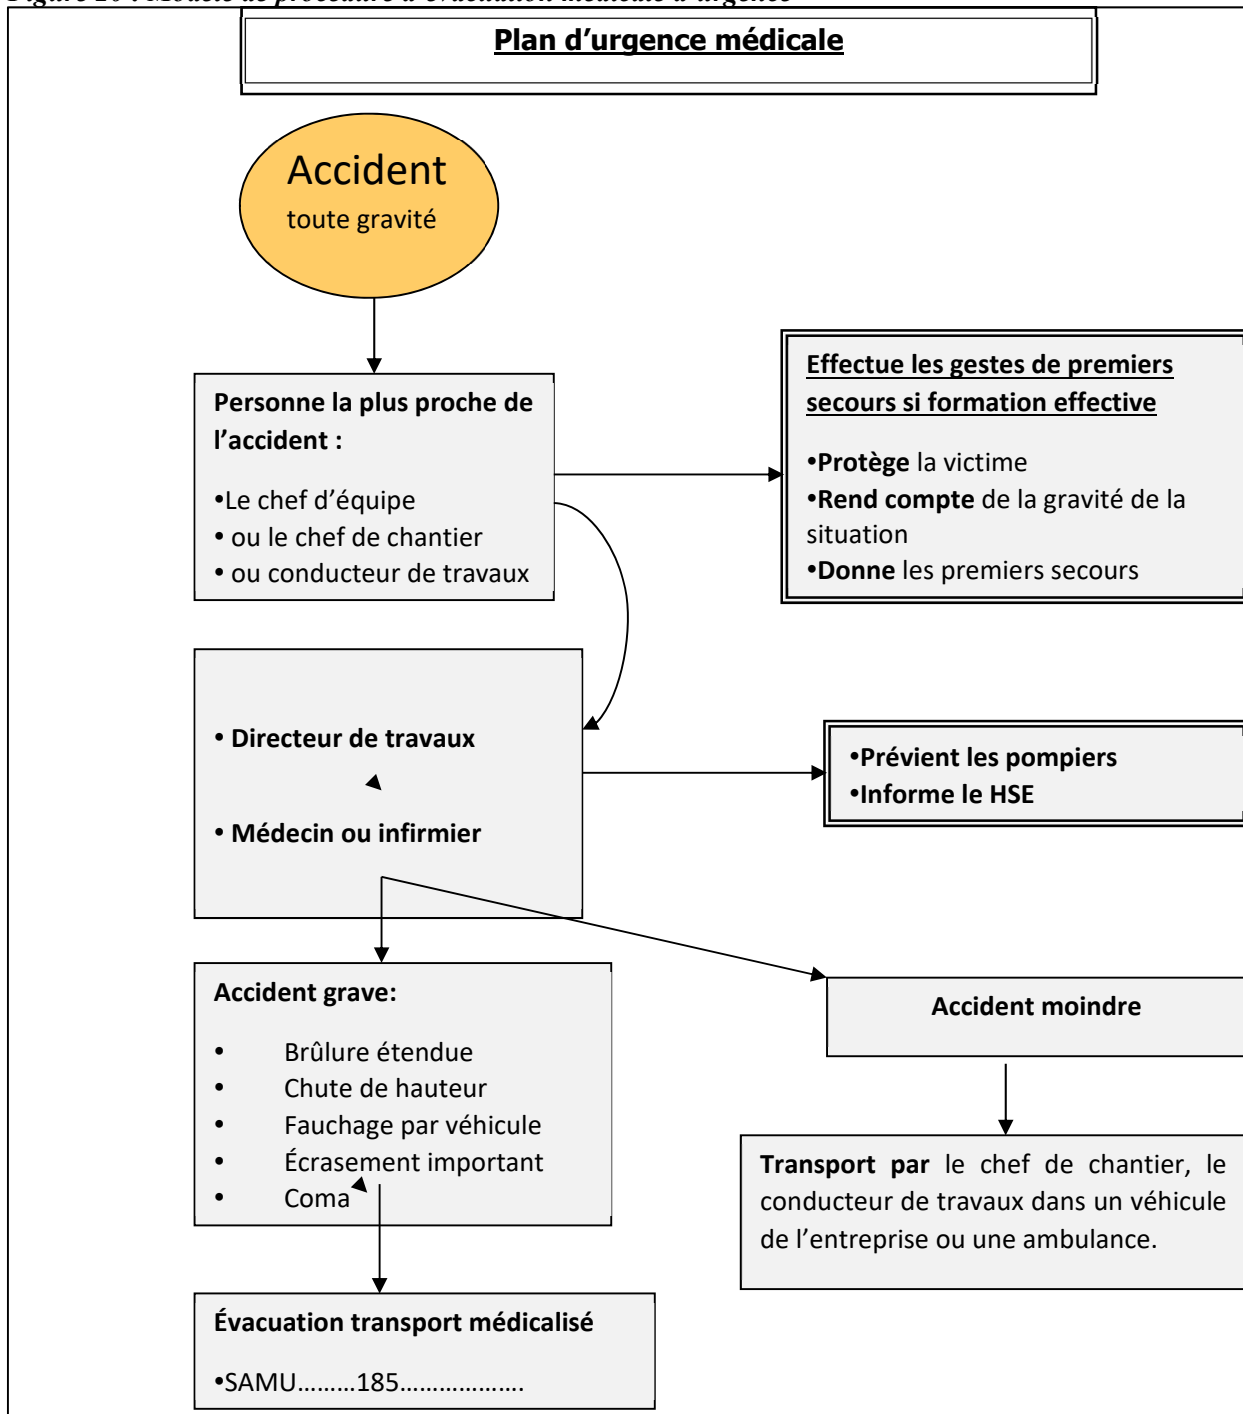 Plan d’urgence médicale
Accident
toute gravité
Personne la plus proche de
l’accident :
•Le chef d’équipe
• ou le chef de chantier
• ou conducteur de travaux
Effectue les gestes de premiers
secours si formation effective
•Protège la victime
•Rend compte de la gravité de la
situation
•Donne les premiers secours
• Directeur de travaux
• Médecin ou infirmier
•Prévient les pompiers
•Informe le HSE
Accident grave:
• Brûlure étendue
• Chute de hauteur
• Fauchage par véhicule
• Écrasement important
• Coma
Accident moindre
Transport par le chef de chantier, le
conducteur de travaux dans un véhicule
de l’entreprise ou une ambulance.
Évacuation transport médicalisé
•SAMU………185……………….